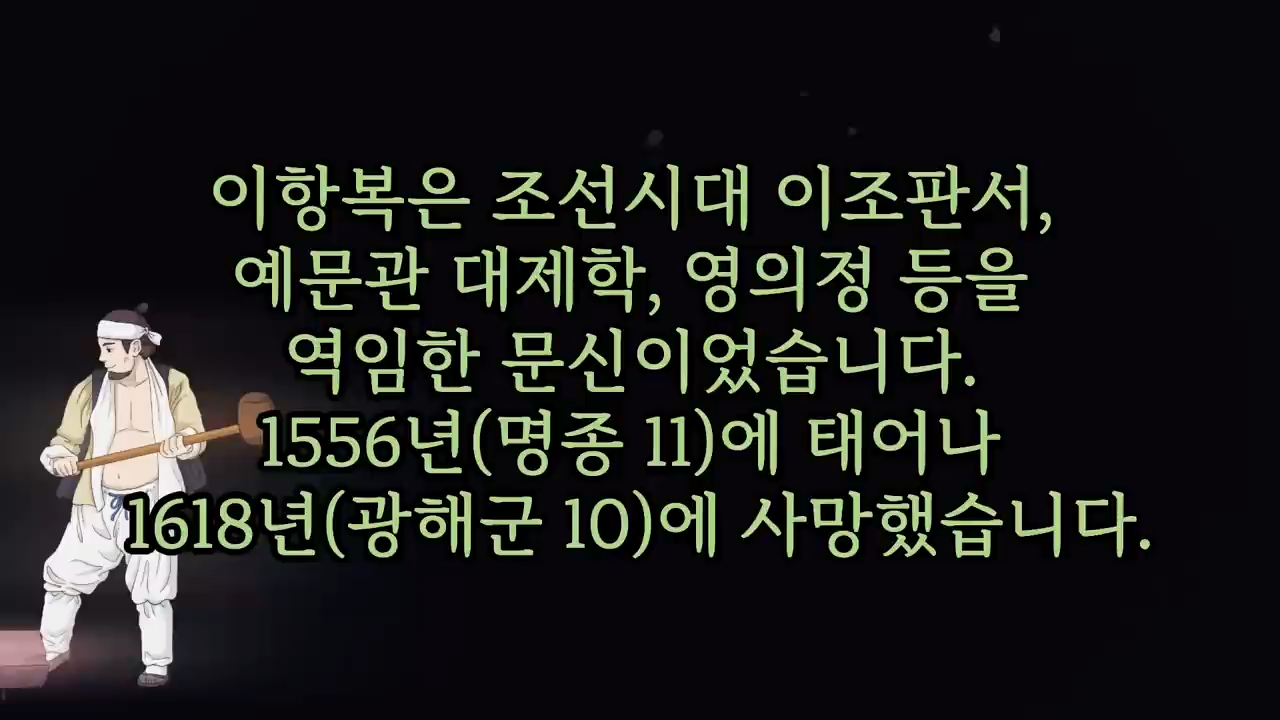 이항복은 조선시대 이조판서,
예문관 대제학, 영의정 등을
역임한 문신이었습니다.
1556년(명종 11)에 태어나
1618년(광해군 10)에 사망했습니다.